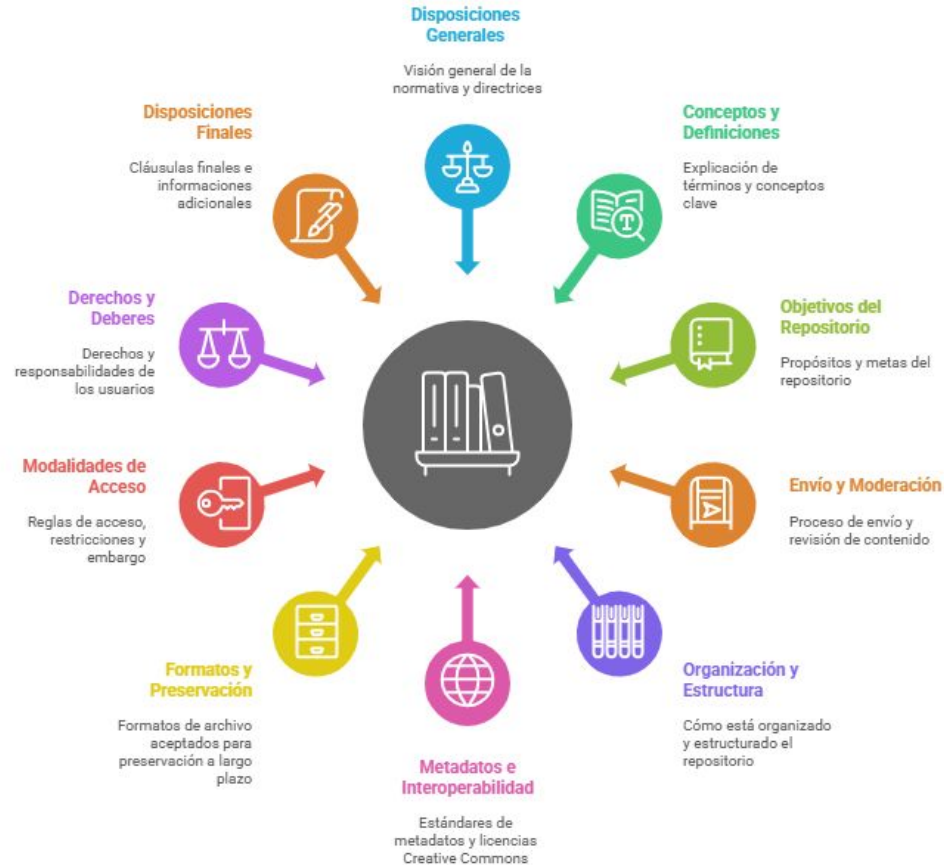 Disposiciones
Generales
Visión general de la
normativa y directrices
Conceptos y
Definiciones
Explicación de
términos y conceptos
clave
Objetivos del
Repositorio
Propósitos y metas del
repositorio
Envío y Moderación
Proceso de envío y
revisión de contenido
Organización y
Estructura
Cómo está organizado
y estructurado el
repositorio
Metadatos e
Interoperabilidad
Estándares de
metadatos y licencias
Creative Commons
Formatos y
Preservación
Formatos de archivo
aceptados para
preservación a largo
plazo
Modalidades de
Acceso
Reglas de acceso,
restricciones y
embargo
Derechos y
Deberes
Derechos y
responsabilidades de
los usuarios
Disposiciones
Finales
Cláusulas finales e
informaciones
adicionales
T